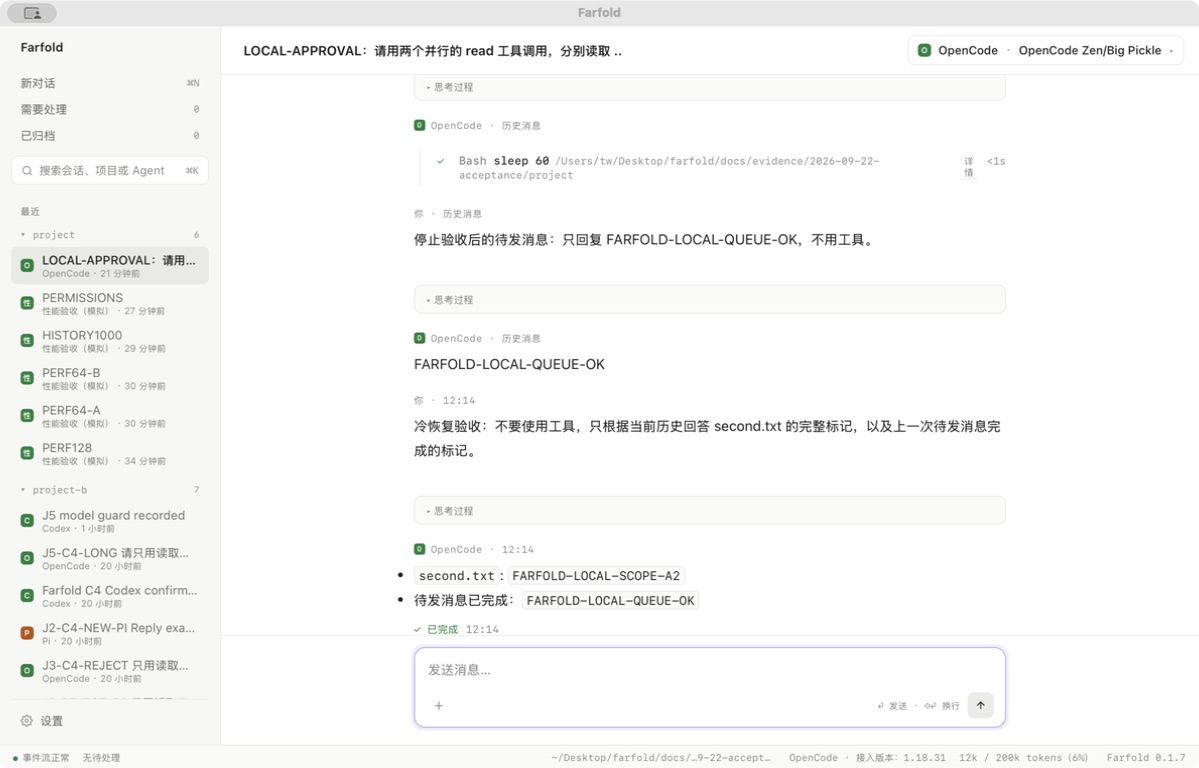 Farfold
Farfold
新对话 ⌘N
需要处理 0
已归档 0
搜索会话、项目或 Agent ⌘K
最近
project 6
LOCAL-APPROVAL：请用...
OpenCode · 21 分钟前
PERMISSIONS
性能验收（模拟） · 27 分钟前
HISTORY1000
性能验收（模拟） · 29 分钟前
PERF64-B
性能验收（模拟） · 30 分钟前
PERF64-A
性能验收（模拟） · 30 分钟前
PERF128
性能验收（模拟） · 34 分钟前
project-b 7
J5 model guard recorded
Codex · 1 小时前
J5-C4-LONG 请只用读取...
OpenCode · 20 小时前
Farfold C4 Codex confirm...
Codex · 20 小时前
J2-C4-NEW-PI Reply exa...
Pi · 20 小时前
J3-C4-REJECT 只用读取...
OpenCode · 20 小时前
设置
LOCAL-APPROVAL：请用两个并行的 read 工具调用，分别读取 ..
OpenCode · OpenCode Zen/Big Pickle
思考过程
OpenCode · 历史消息
Bash sleep 60 /Users/tw/Desktop/farfold/docs/evidence/2026-09-22-
acceptance/project
详情 <1s
你 · 历史消息
停止验收后的待发消息：只回复 FARFOLD-LOCAL-QUEUE-OK，不用工具。
思考过程
OpenCode · 历史消息
FARFOLD-LOCAL-QUEUE-OK
你 · 12:14
冷恢复验收：不要使用工具，只根据当前历史回答 second.txt 的完整标记，以及上一次待发消息完
成的标记。
思考过程
OpenCode · 12:14
second.txt：FARFOLD-LOCAL-SCOPE-A2
待发消息已完成：FARFOLD-LOCAL-QUEUE-OK
已完成 12:14
发送消息...
发送 · 换行
事件流正常 无待处理
~/Desktop/farfold/docs/…9-22-accept… OpenCode · 接入版本：1.18.31 12k / 200k tokens (6%) Farfold 0.1.7